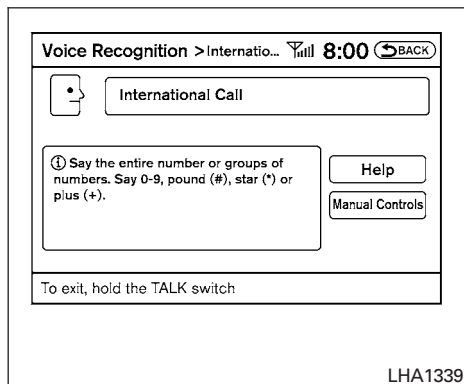 Voice Recognition > Internatio... 8:00 BACK
International Call
ⓘ Say the entire number or groups of
numbers. Say 0-9, pound (#), star (*) or
plus (+).
Help
Manual Controls
To exit, hold the TALK switch
LHA1339